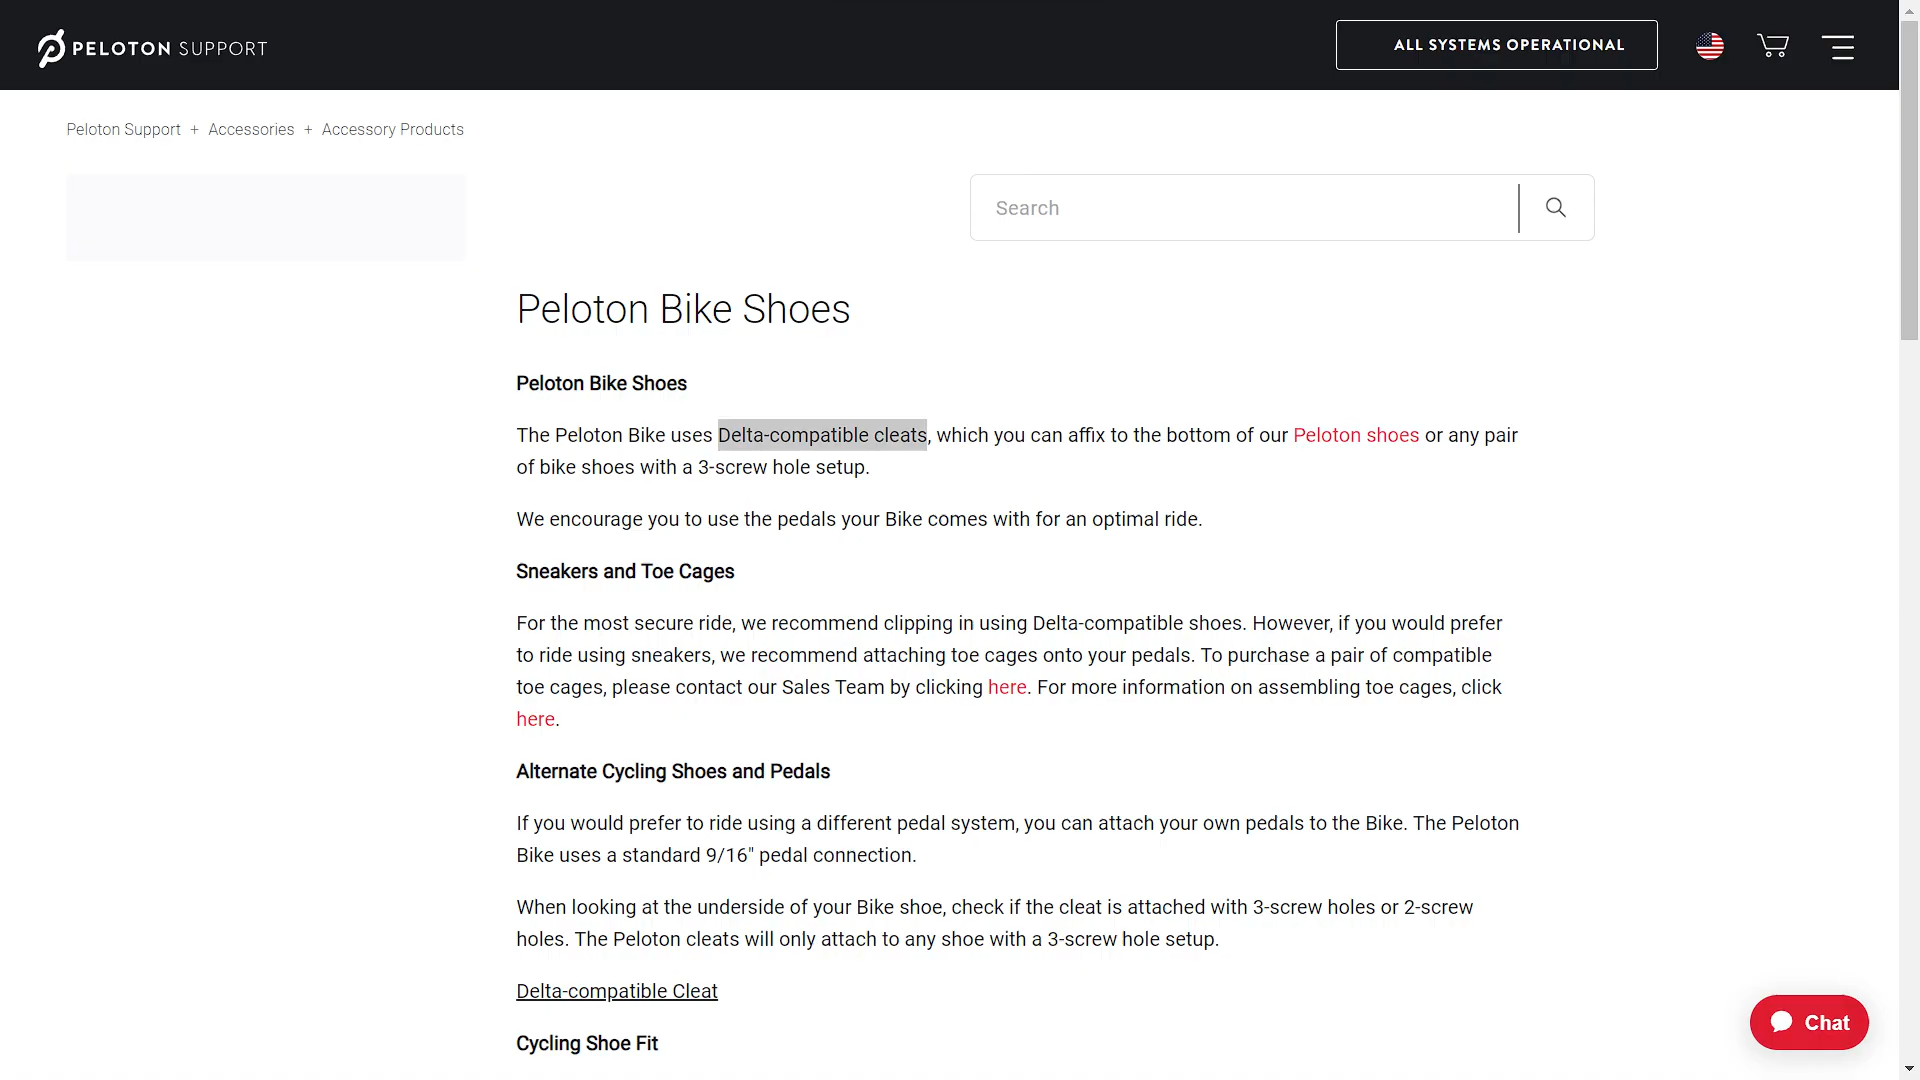 PELOTON SUPPORT
ALL SYSTEMS OPERATIONAL
Peloton Support + Accessories + Accessory Products
Search
Peloton Bike Shoes
Peloton Bike Shoes
The Peloton Bike uses Delta-compatible cleats, which you can affix to the bottom of our Peloton shoes or any pair
of bike shoes with a 3-screw hole setup.
We encourage you to use the pedals your Bike comes with for an optimal ride.
Sneakers and Toe Cages
For the most secure ride, we recommend clipping in using Delta-compatible shoes. However, if you would prefer
to ride using sneakers, we recommend attaching toe cages onto your pedals. To purchase a pair of compatible
toe cages, please contact our Sales Team by clicking here. For more information on assembling toe cages, click
here.
Alternate Cycling Shoes and Pedals
If you would prefer to ride using a different pedal system, you can attach your own pedals to the Bike. The Peloton
Bike uses a standard 9/16" pedal connection.
When looking at the underside of your Bike shoe, check if the cleat is attached with 3-screw holes or 2-screw
holes. The Peloton cleats will only attach to any shoe with a 3-screw hole setup.
Delta-compatible Cleat
Cycling Shoe Fit
Chat